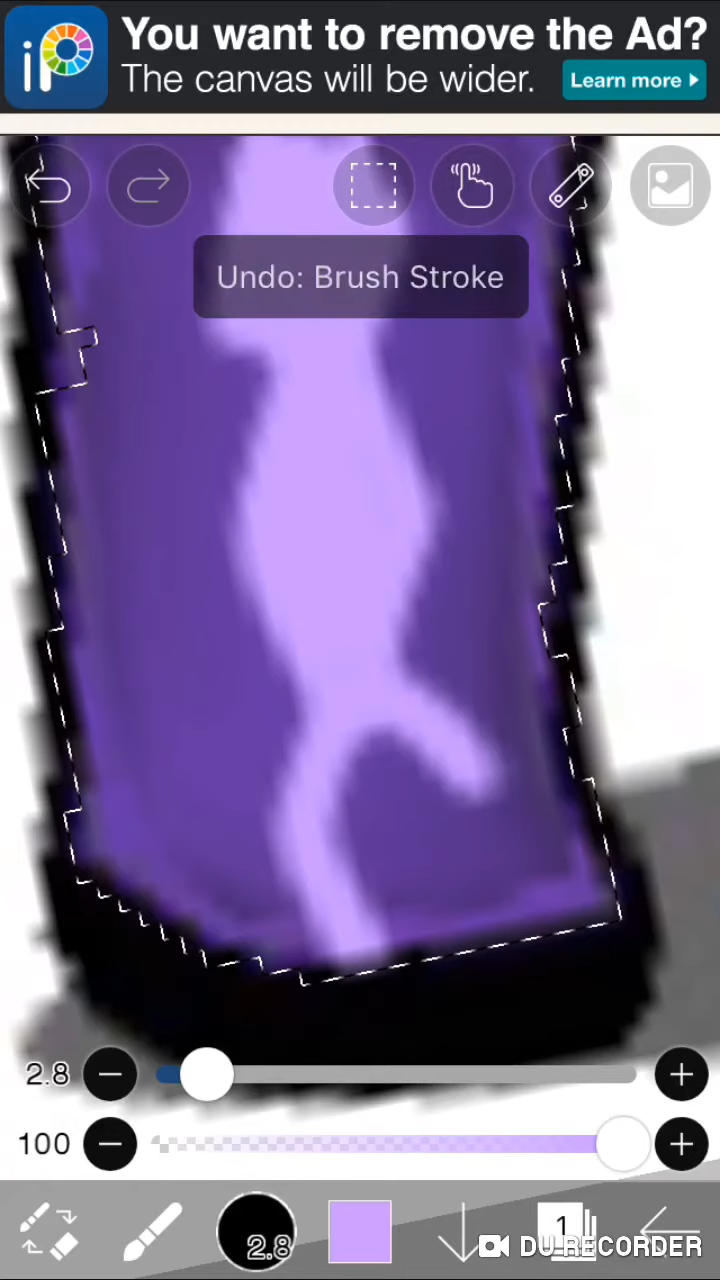 iP
You want to remove the Ad?
The canvas will be wider.
Learn more
Undo: Brush Stroke
2.8
100
2.8
1
DU RECORDER